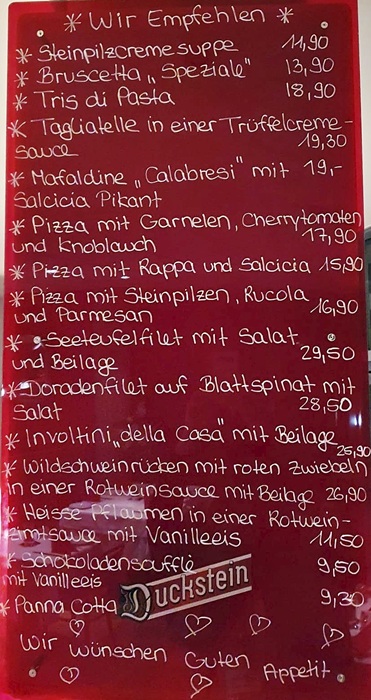 * Wir Empfehlen *
* Steinpilzcremesuppe 11,90
* Bruscetta „Speziale" 13,90
* Tris di Pasta 18,90
* Tagliatelle in einer Trüffelcreme-
sauce 19,30
* Mafaldine „Calabresi" mit 19,-
Salcicia Pikant
* Pizza mit Garnelen, Cherrytomaten
und Knoblauch 17,90
* Pizza mit Rappa und Salcicia 15,90
* Pizza mit Steinpilzen, Rucola
und Parmesan 16,90
* Seeteufelfilet mit Salat
und Beilage 29,50
* Doradenfilet auf Blattspinat mit
Salat 28,50
* Involtini „della Casa" mit Beilage
25,90
* Wildschweinrücken mit roten Zwiebeln
in einer Rotweinsauce mit Beilage 26,90
* Heisse Pflaumen in einer Rotwein-
zimtsauce mit Vanilleeis 11,50
* Schokoladensoufflè
mit Vanilleeis 9,50
* Panna Cotta 9,30
Duckstein
Wir wünschen Guten Appetit.